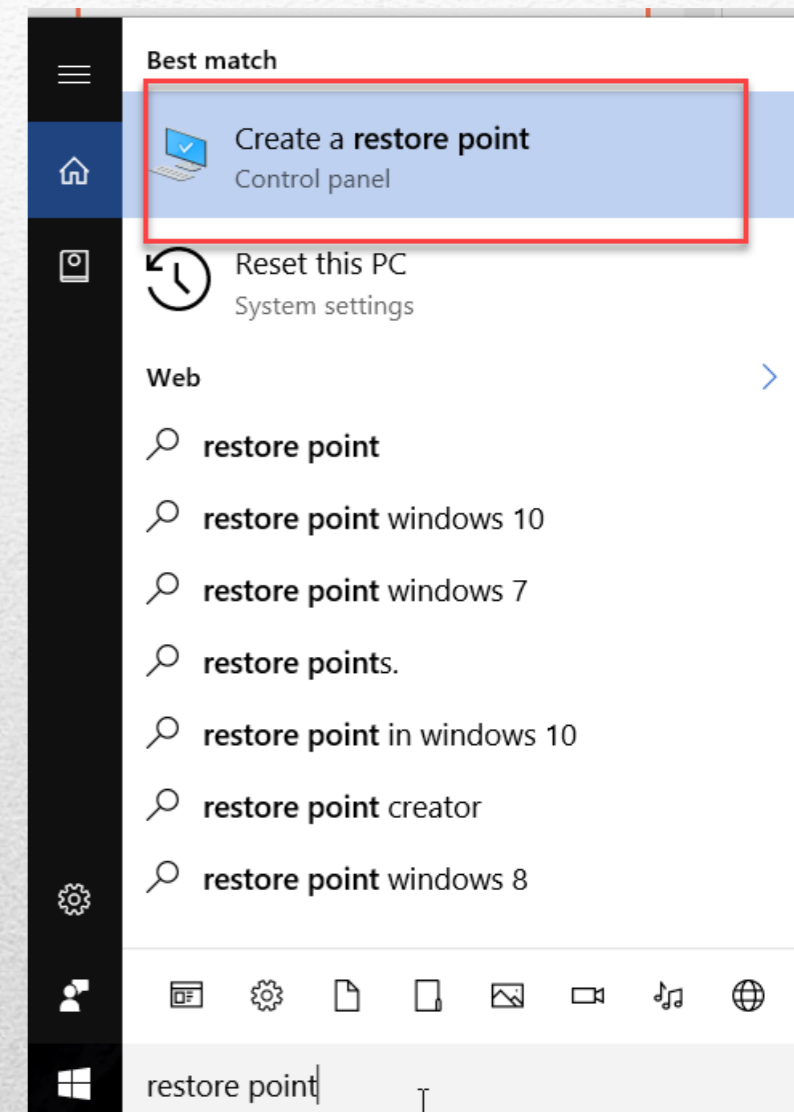 Best match
Create a restore point
Control panel
Reset this PC
System settings
Web
restore point
restore point windows 10
restore point windows 7
restore points.
restore point in windows 10
restore point creator
restore point windows 8
restore point